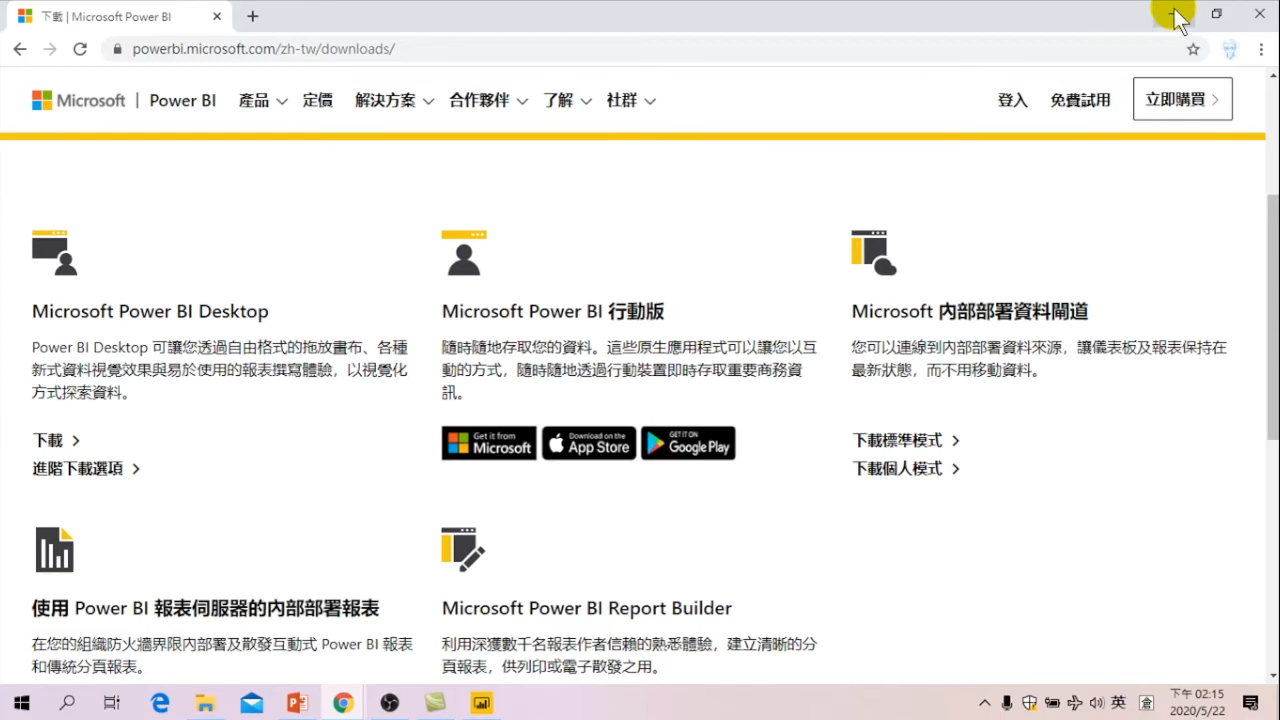 下載 | Microsoft Power BI
powerbi.microsoft.com/zh-tw/downloads/
Microsoft | Power BI 產品 定價 解決方案 合作夥伴 了解 社群 登入 免費試用 立即購買
Microsoft Power BI Desktop
Power BI Desktop 可讓您透過自由格式的拖放畫布、各種
新式資料視覺效果與易於使用的報表撰寫體驗，以視覺化
方式探索資料。
下載
進階下載選項
Microsoft Power BI 行動版
隨時隨地存取您的資料。這些原生應用程式可以讓您以互
動的方式，隨時隨地透過行動裝置即時存取重要商務資
訊。
Get it from Microsoft
Download on the App Store
GET IT ON Google Play
Microsoft 內部部署資料閘道
您可以連線到內部部署資料來源，讓儀表板及報表保持在
最新狀態，而不用移動資料。
下載標準模式
下載個人模式
使用 Power BI 報表伺服器的內部部署報表
在您的組織防火牆界限內部署及散發互動式 Power BI 報表
和傳統分頁報表。
Microsoft Power BI Report Builder
利用深獲數千名報表作者信賴的熟悉體驗，建立清晰的分
頁報表，供列印或電子散發之用。
英 倉
下午 02:15
2020/5/22